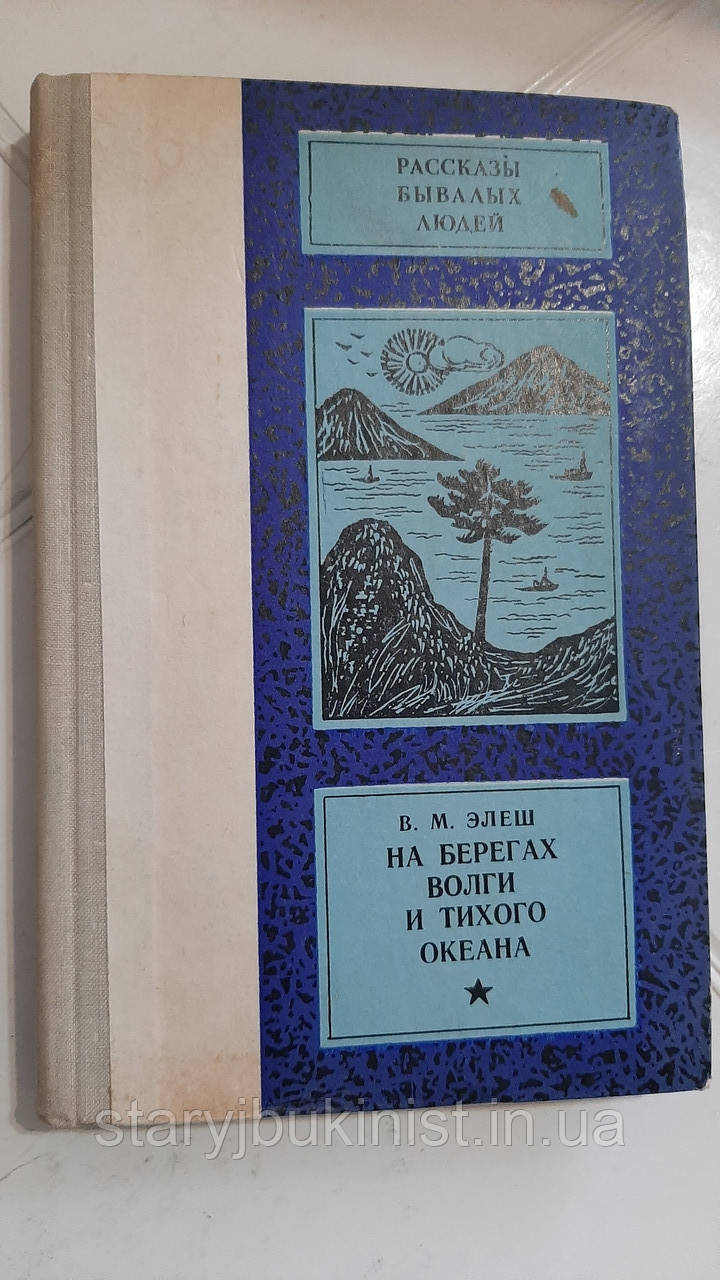 РАССКАЗЫ
БЫВАЛЫХ
ЛЮДЕЙ
В. М. ЭЛЕШ
НА БЕРЕГАХ
ВОЛГИ
И ТИХОГО
ОКЕАНА
staryjbukinist.in.ua